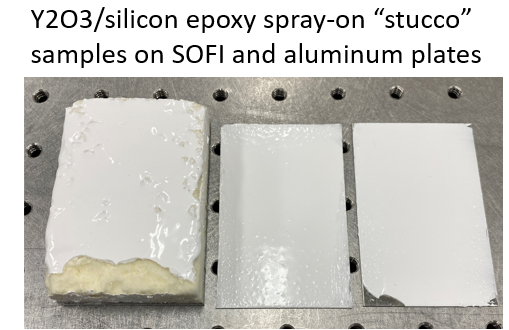 Y2O3/silicon epoxy spray-on “stucco”
samples on SOFI and aluminum plates